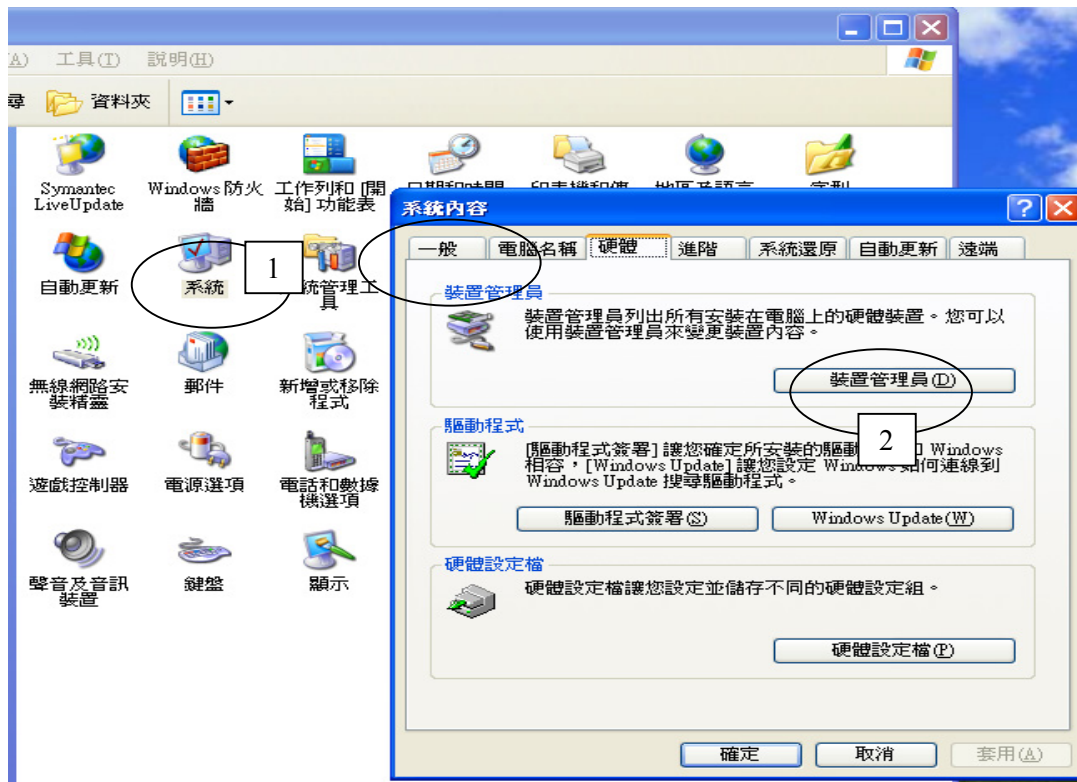 工具(T) 說明(H)
尋 資料夾
Symantec
LiveUpdate
Windows 防火
牆
工作列和 [開
始] 功能表
自動更新
系統
統管理工
具
無線網路安
裝精靈
郵件
新增或移除
程式
遊戲控制器
電源選項
電話和數據
機選項
聲音及音訊
裝置
鍵盤
顯示
1
系統內容
一般 電腦名稱 硬體 進階 系統還原 自動更新 遠端
裝置管理員
裝置管理員列出所有安裝在電腦上的硬體裝置。您可以
使用裝置管理員來變更裝置內容。
裝置管理員(D)
2
驅動程式
[驅動程式簽署] 讓您確定所安裝的驅動 Windows
相容，[Windows Update] 讓您設定 Windows 如何連線到
Windows Update 搜尋驅動程式。
驅動程式簽署(S) Windows Update(W)
硬體設定檔
硬體設定檔讓您設定並儲存不同的硬體設定組。
硬體設定檔(P)
確定 取消 套用(A)